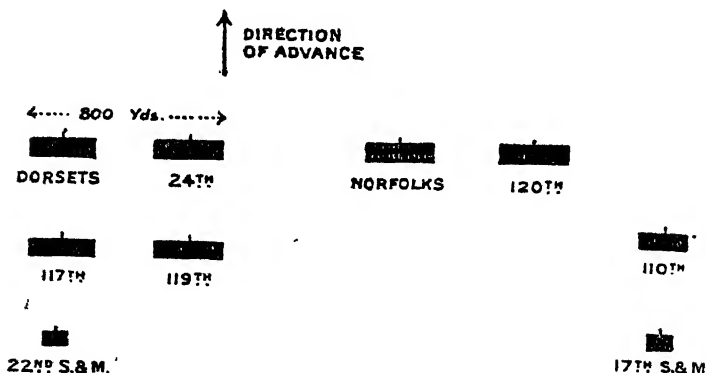 DIRECTION
OF ADVANCE
800 Yds.
DORSETS 24TH NORFOLKS 120TH
117TH 119TH 110TH
22ND S.&M. 17TH S.&M